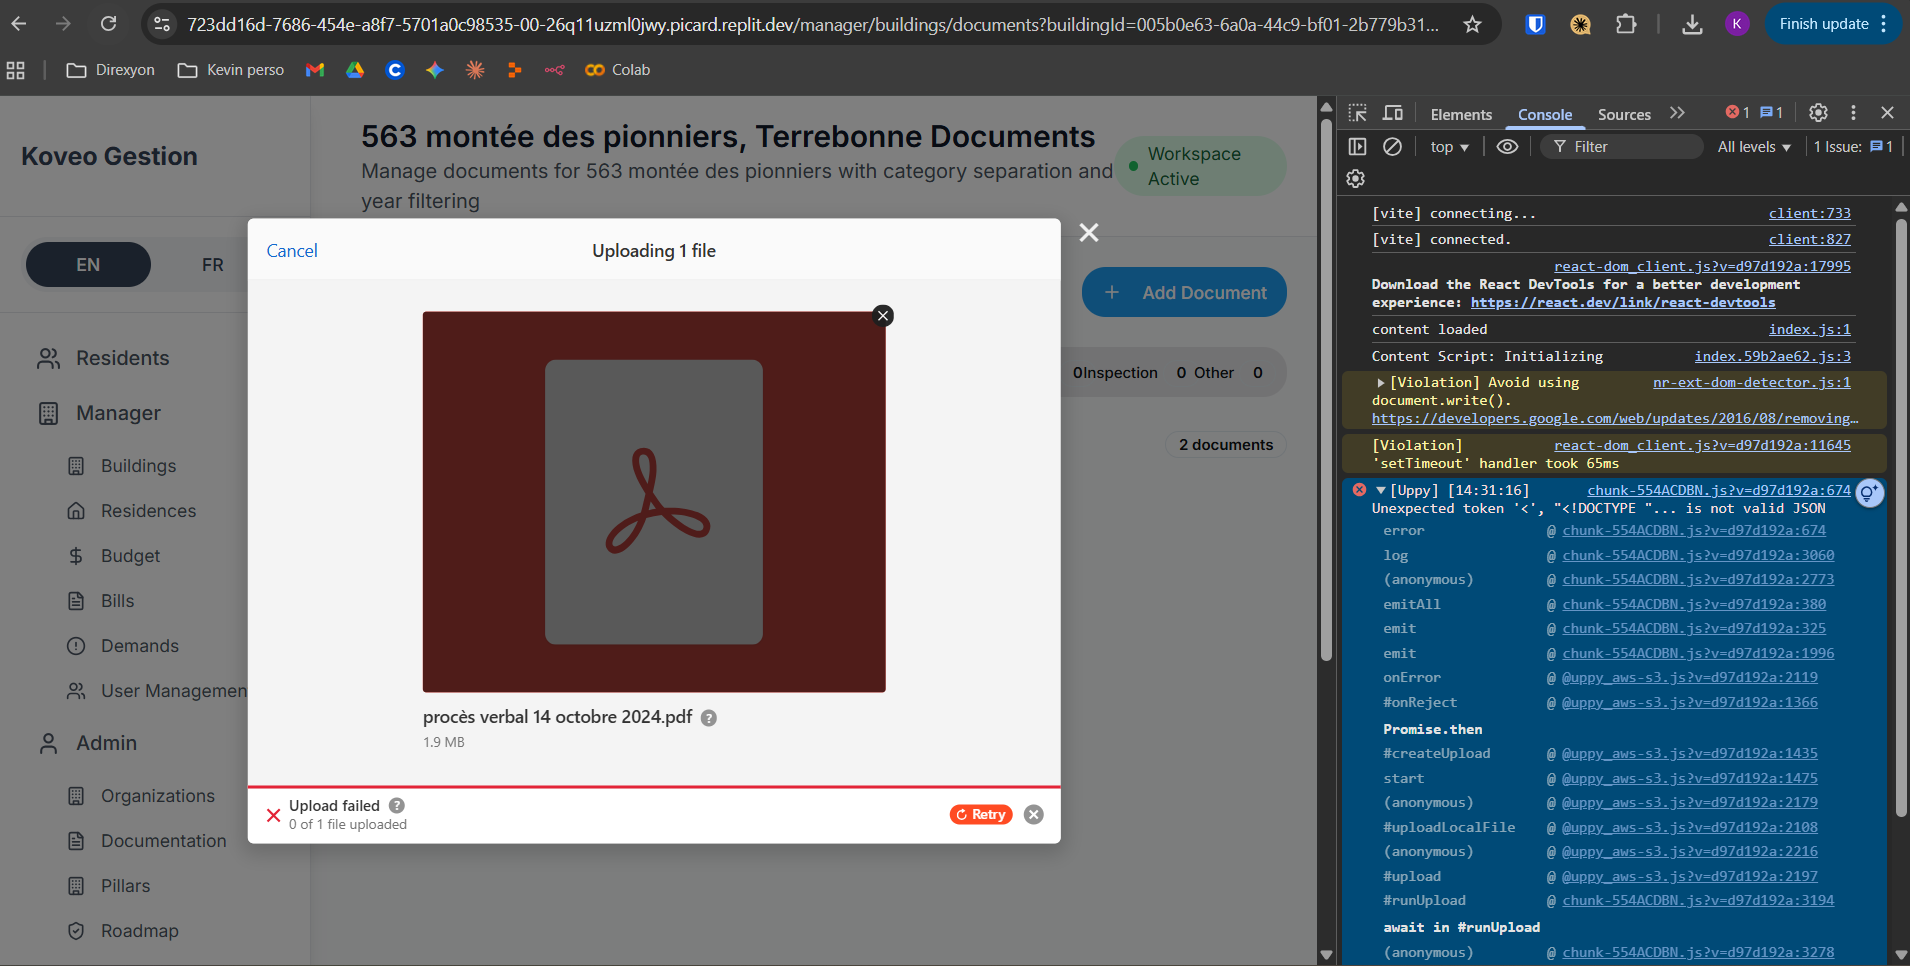 723dd16d-7686-454e-a8f7-5701a0c98535-00-26q11uzml0jwy.picard.replit.dev/manager/buildings/documents?buildingId=005b0e63-6a0a-44c9-bf01-2b779b31...
K
Finish update
Direxyon
Kevin perso
Colab
Koveo Gestion
EN
FR
Residents
Manager
Buildings
Residences
Budget
Bills
Demands
User Managemen
Admin
Organizations
Documentation
Pillars
Roadmap
563 montée des pionniers, Terrebonne Documents
Manage documents for 563 montée des pionniers with category separation and
year filtering
Workspace
Active
+ Add Document
0Inspection 0 Other 0
2 documents
Cancel
Uploading 1 file
procès verbal 14 octobre 2024.pdf ?
1.9 MB
Upload failed ?
0 of 1 file uploaded
Retry
Elements
Console
Sources
1
1
top
Filter
All levels
1 Issue: 1
[vite] connecting... client:733
[vite] connected. client:827
react-dom_client.js?v=d97d192a:17995
Download the React DevTools for a better development
experience: https://react.dev/link/react-devtools
content loaded index.js:1
Content Script: Initializing index.59b2ae62.js:3
[Violation] Avoid using nr-ext-dom-detector.js:1
document.write().
https://developers.google.com/web/updates/2016/08/removing…
[Violation] react-dom_client.js?v=d97d192a:11645
'setTimeout' handler took 65ms
[Uppy] [14:31:16] chunk-554ACDBN.js?v=d97d192a:674
Unexpected token '<', "<!DOCTYPE "... is not valid JSON
error @ chunk-554ACDBN.js?v=d97d192a:674
log @ chunk-554ACDBN.js?v=d97d192a:3060
(anonymous) @ chunk-554ACDBN.js?v=d97d192a:2773
emitAll @ chunk-554ACDBN.js?v=d97d192a:380
emit @ chunk-554ACDBN.js?v=d97d192a:325
emit @ chunk-554ACDBN.js?v=d97d192a:1996
onError @ @uppy_aws-s3.js?v=d97d192a:2119
#onReject @ @uppy_aws-s3.js?v=d97d192a:1366
Promise.then
#createUpload @ @uppy_aws-s3.js?v=d97d192a:1435
start @ @uppy_aws-s3.js?v=d97d192a:1475
(anonymous) @ @uppy_aws-s3.js?v=d97d192a:2179
#uploadLocalFile @ @uppy_aws-s3.js?v=d97d192a:2108
(anonymous) @ @uppy_aws-s3.js?v=d97d192a:2216
#upload @ @uppy_aws-s3.js?v=d97d192a:2197
#runUpload @ chunk-554ACDBN.js?v=d97d192a:3194
await in #runUpload
(anonymous) @ chunk-554ACDBN.js?v=d97d192a:3278